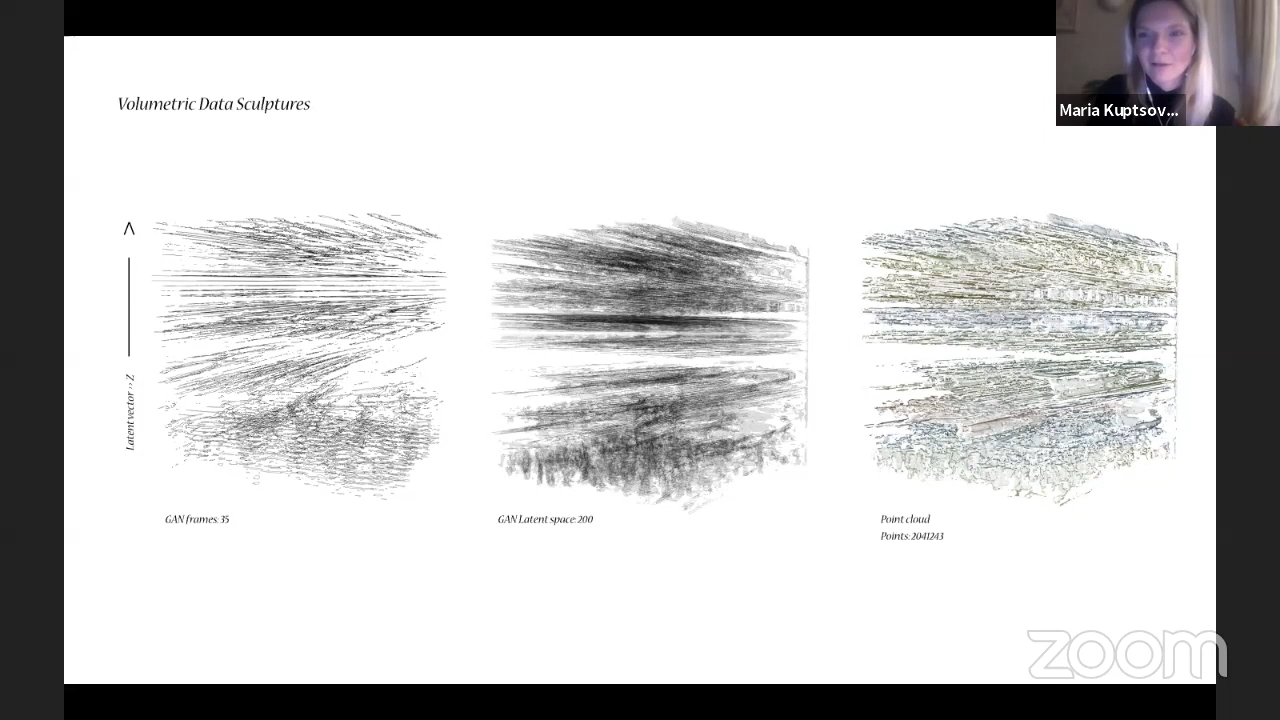 Volumetric Data Sculptures
Maria Kuptsov...
Latent vector >> Z
GAN frames: 35
GAN Latent space: 200
Point cloud
Points: 2041243
zoom